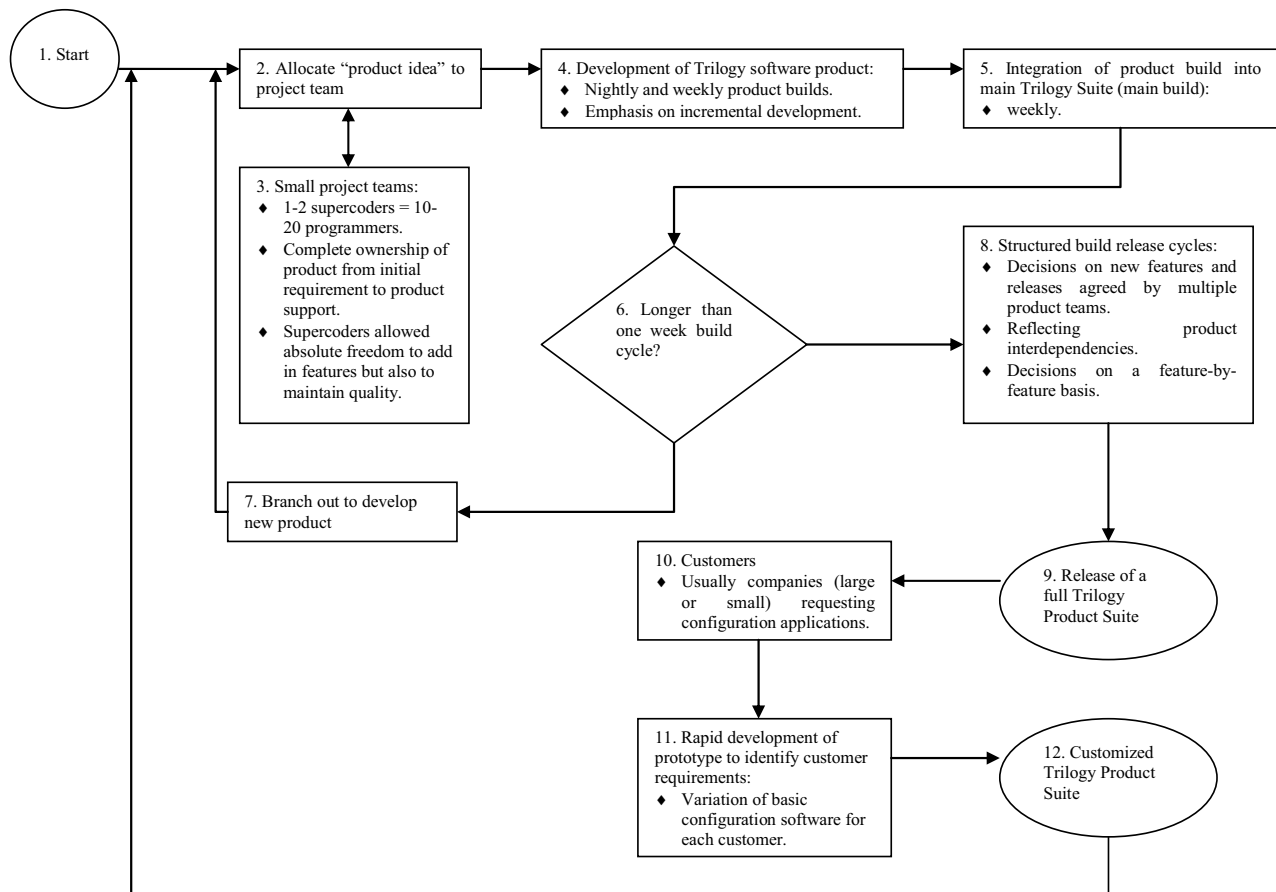 1. Start
2. Allocate “product idea” to
project team
4. Development of Trilogy software product:
♦ Nightly and weekly product builds.
♦ Emphasis on incremental development.
5. Integration of product build into
main Trilogy Suite (main build):
♦ weekly.
3. Small project teams:
♦ 1-2 supercoders = 10-
20 programmers.
♦ Complete ownership of
product from initial
requirement to product
support.
♦ Supercoders allowed
absolute freedom to add
in features but also to
maintain quality.
6. Longer than
one week build
cycle?
8. Structured build release cycles:
♦ Decisions on new features and
releases agreed by multiple
product teams.
♦ Reflecting product
interdependencies.
♦ Decisions on a feature-by-
feature basis.
7. Branch out to develop
new product
10. Customers
♦ Usually companies (large
or small) requesting
configuration applications.
9. Release of a
full Trilogy
Product Suite
11. Rapid development of
prototype to identify customer
requirements:
♦ Variation of basic
configuration software for
each customer.
12. Customized
Trilogy Product
Suite